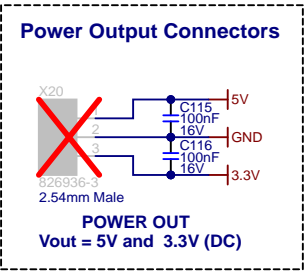 Power Output Connectors
X20
1
2
3
5V
C115
100nF
16V
GND
C116
100nF
16V
3.3V
826936-3
2.54mm Male
POWER OUT
Vout = 5V and 3.3V (DC)